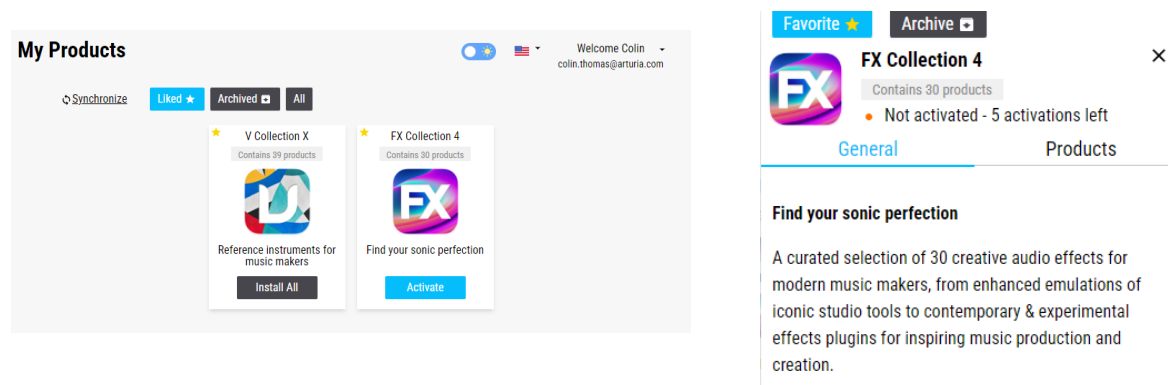 My Products
Welcome Colin
colin.thomas@arturia.com
Synchronize
Liked
Archived
All
V Collection X
Contains 39 products
Reference instruments for
music makers
Install All
FX Collection 4
Contains 30 products
FX
Find your sonic perfection
Activate
Favorite
Archive
FX
FX Collection 4
Contains 30 products
Not activated - 5 activations left
General
Products
Find your sonic perfection
A curated selection of 30 creative audio effects for
modern music makers, from enhanced emulations of
iconic studio tools to contemporary & experimental
effects plugins for inspiring music production and
creation.